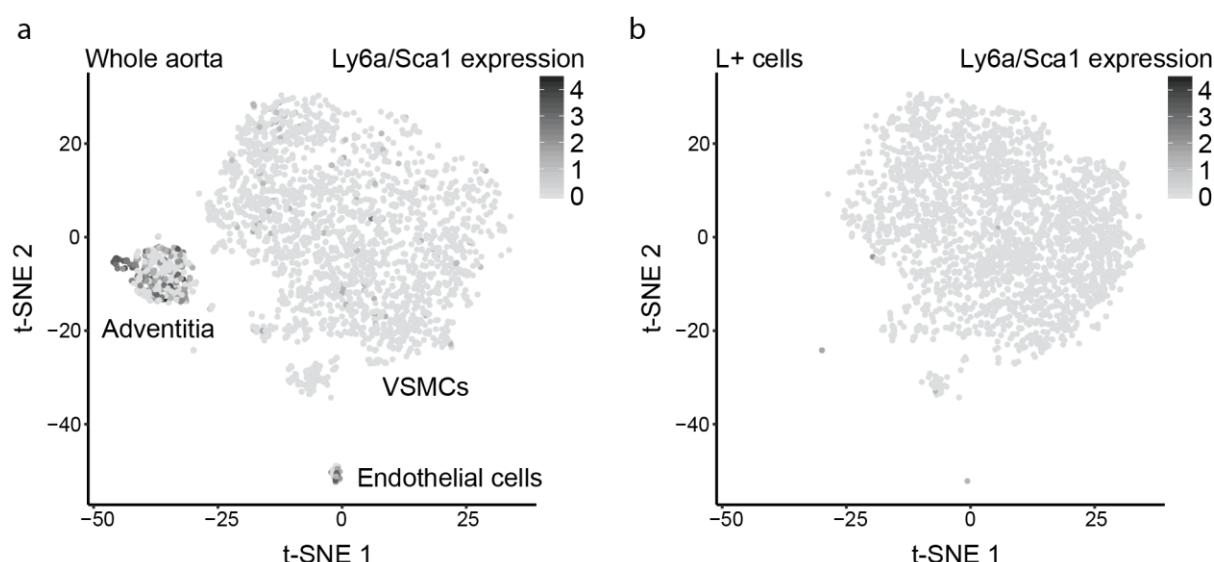 a
Whole aorta
Ly6a/Sca1 expression
4
3
2
1
0
20
0
−20
−40
t-SNE 2
Adventitia
VSMCs
Endothelial cells
−50
−25
0
25
t-SNE 1
b
L+ cells
Ly6a/Sca1 expression
4
3
2
1
0
20
0
−20
−40
t-SNE 2
−50
−25
0
25
t-SNE 1